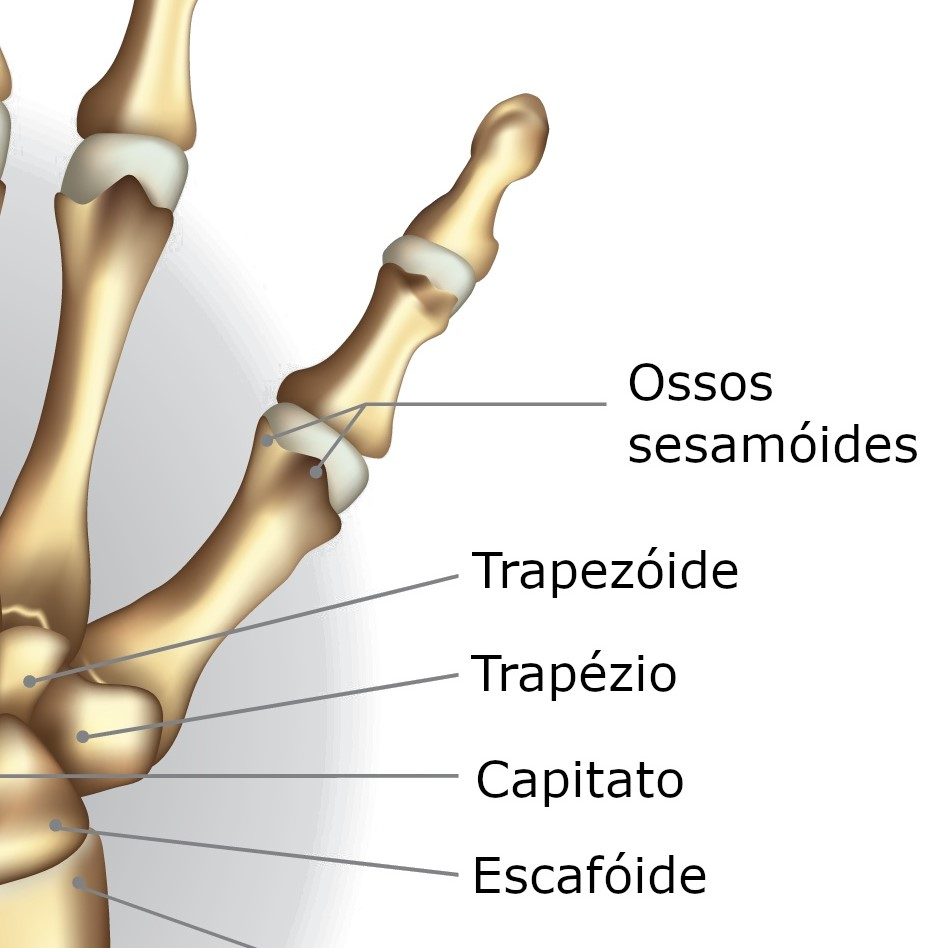 Ossos
sesamóides
Trapezóide
Trapézio
Capitato
Escafóide